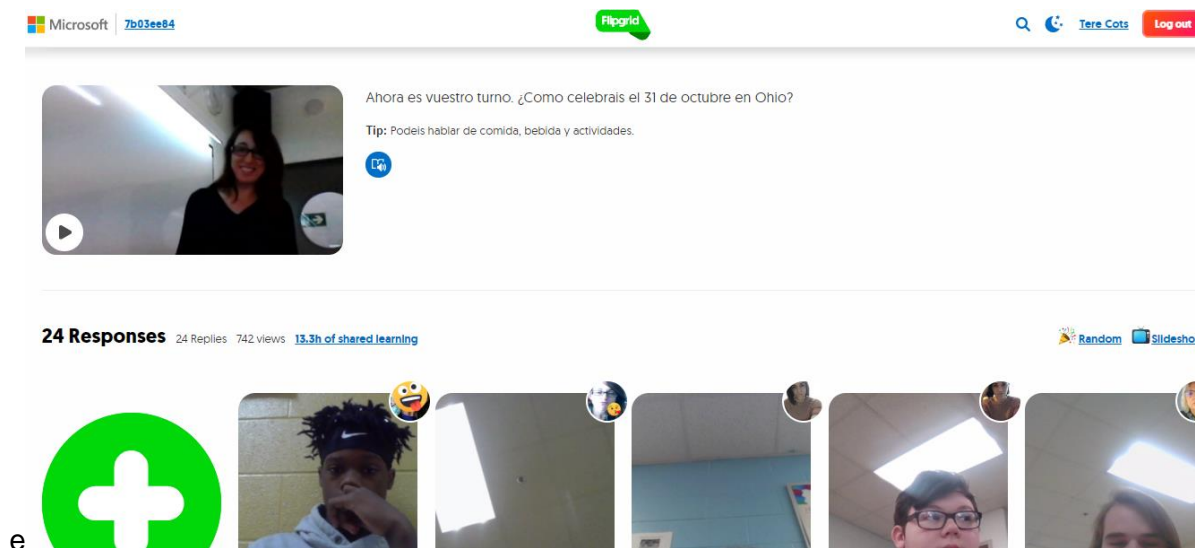 Microsoft 7b03ee84 Flipgrid Tere Cots Log out
Ahora es vuestro turno. ¿Como celebrais el 31 de octubre en Ohio?
Tip: Podeis hablar de comida, bebida y actividades.
24 Responses 24 Replies 742 views 13.3h of shared learning Random Slidesho
e